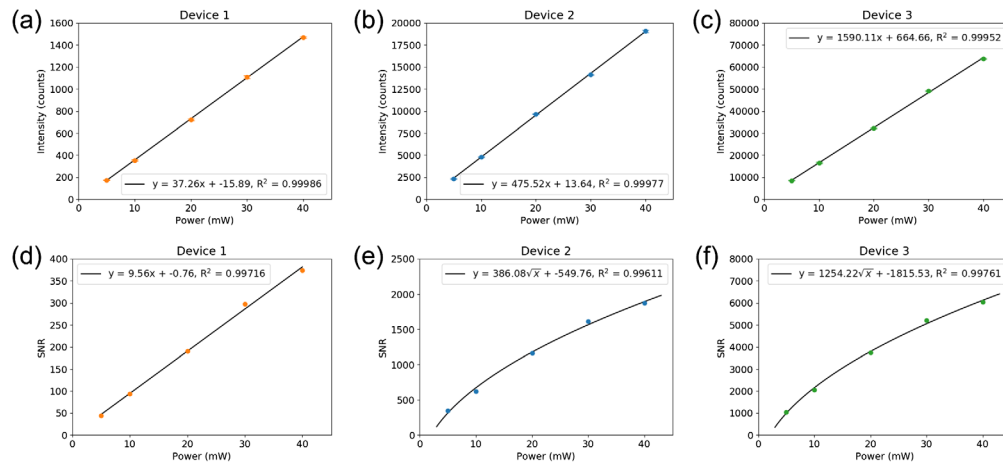 (a)
Device 1
1600
1400
1200
1000
800
600
400
200
0
Intensity (counts)
0 10 20 30 40
Power (mW)
y = 37.26x + -15.89, R² = 0.99986
(b)
Device 2
20000
17500
15000
12500
10000
7500
5000
2500
0
Intensity (counts)
0 10 20 30 40
Power (mW)
y = 475.52x + 13.64, R² = 0.99977
(c)
Device 3
80000
70000
60000
50000
40000
30000
20000
10000
0
Intensity (counts)
0 10 20 30 40
Power (mW)
y = 1590.11x + 664.66, R² = 0.99952
(d)
Device 1
400
350
300
250
200
150
100
50
0
SNR
0 10 20 30 40
Power (mW)
y = 9.56x + -0.76, R² = 0.99716
(e)
Device 2
2500
2000
1500
1000
500
0
SNR
0 10 20 30 40
Power (mW)
y = 386.08√x + -549.76, R² = 0.99611
(f)
Device 3
8000
7000
6000
5000
4000
3000
2000
1000
0
SNR
0 10 20 30 40
Power (mW)
y = 1254.22√x + -1815.53, R² = 0.99761